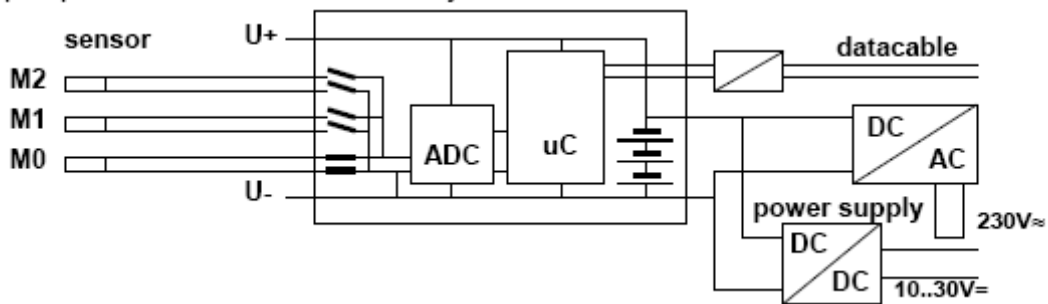 sensor
U+
datacable
M2
M1
M0
ADC
uC
DC
AC
U-
power supply
230V≈
DC
DC
10..30V=